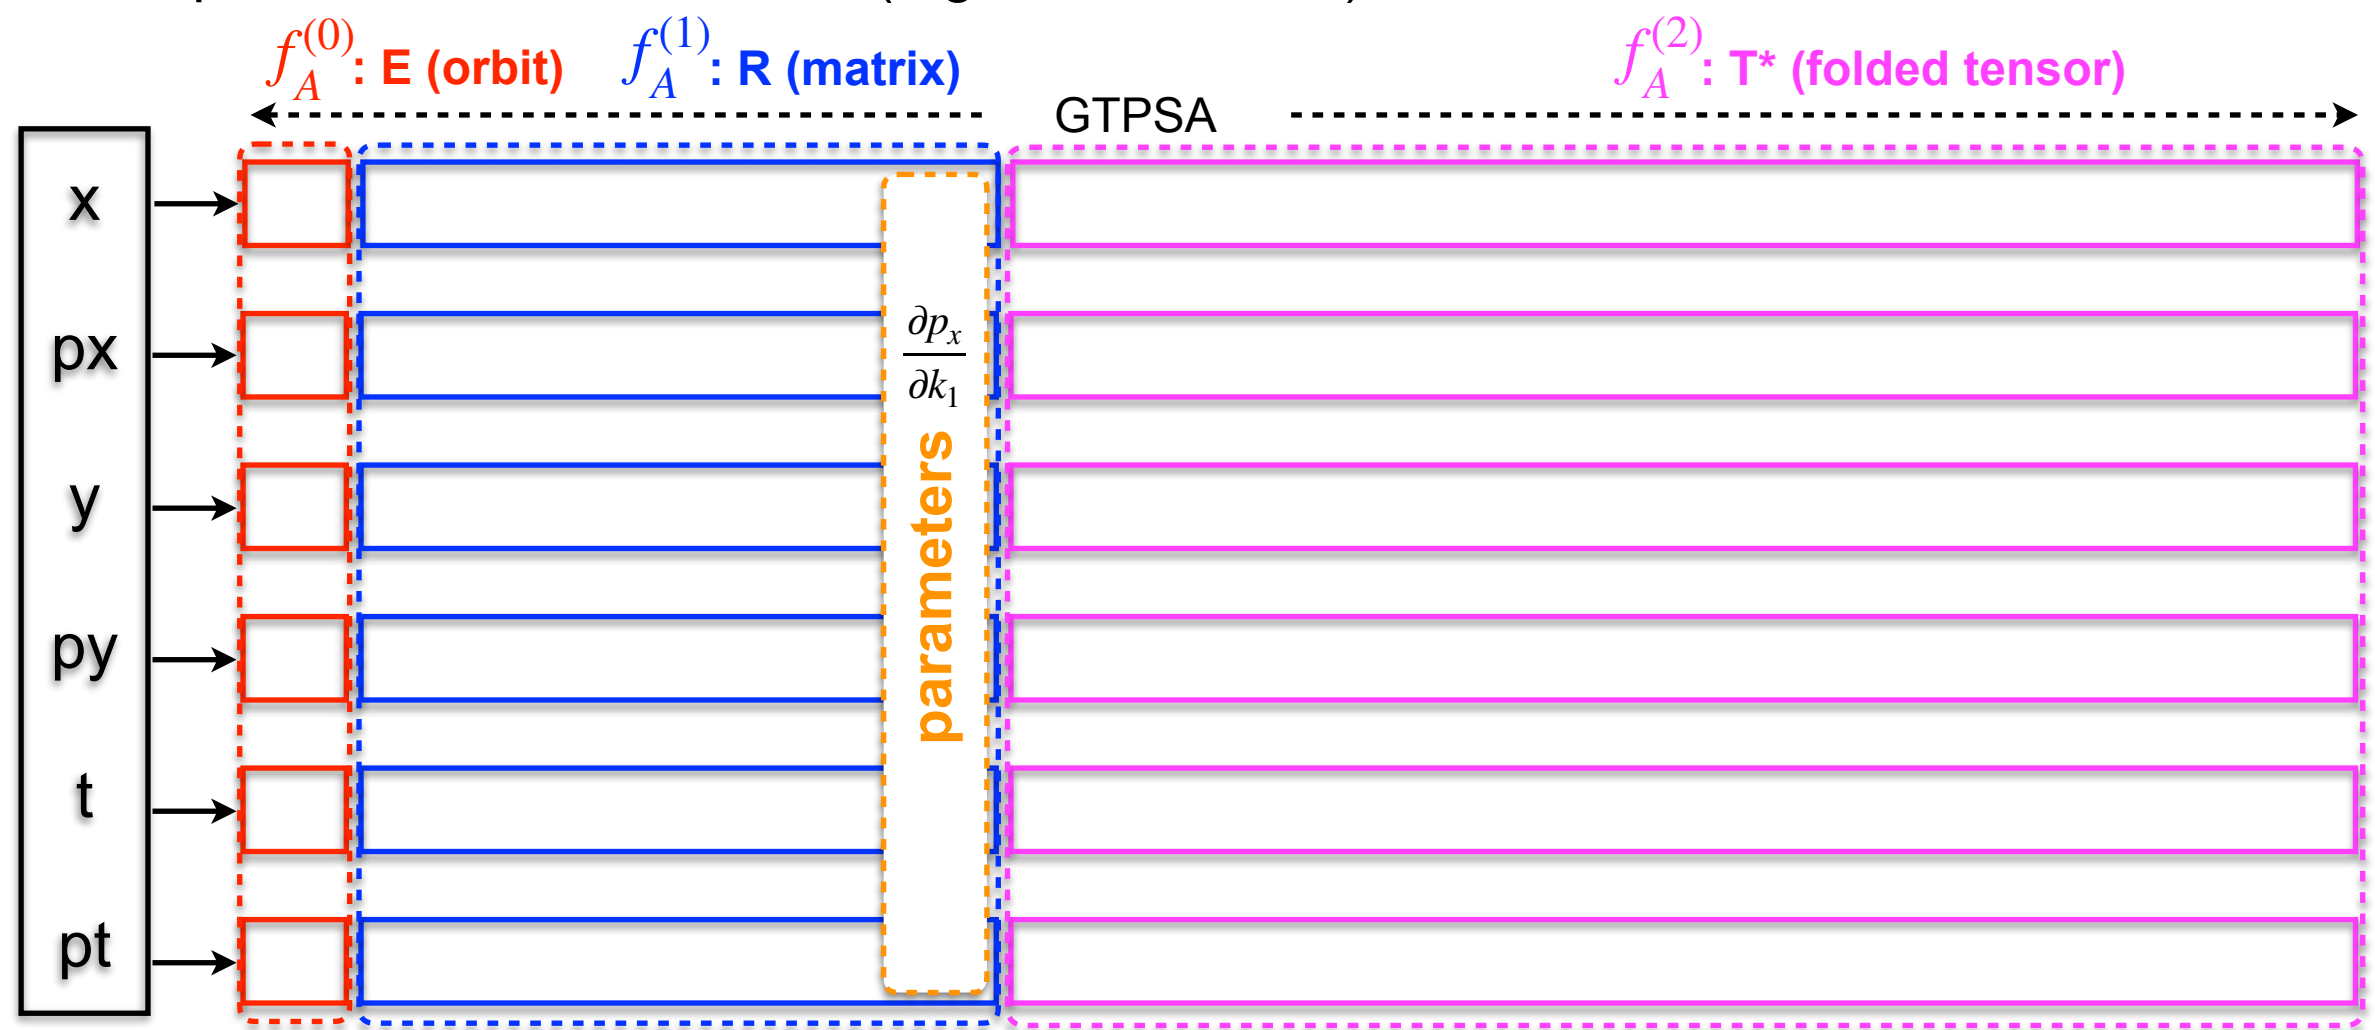 f_A^(0): E (orbit) f_A^(1): R (matrix) f_A^(2): T* (folded tensor)
GTPSA
x
px
∂p_x/∂k_1
y
parameters
py
t
pt